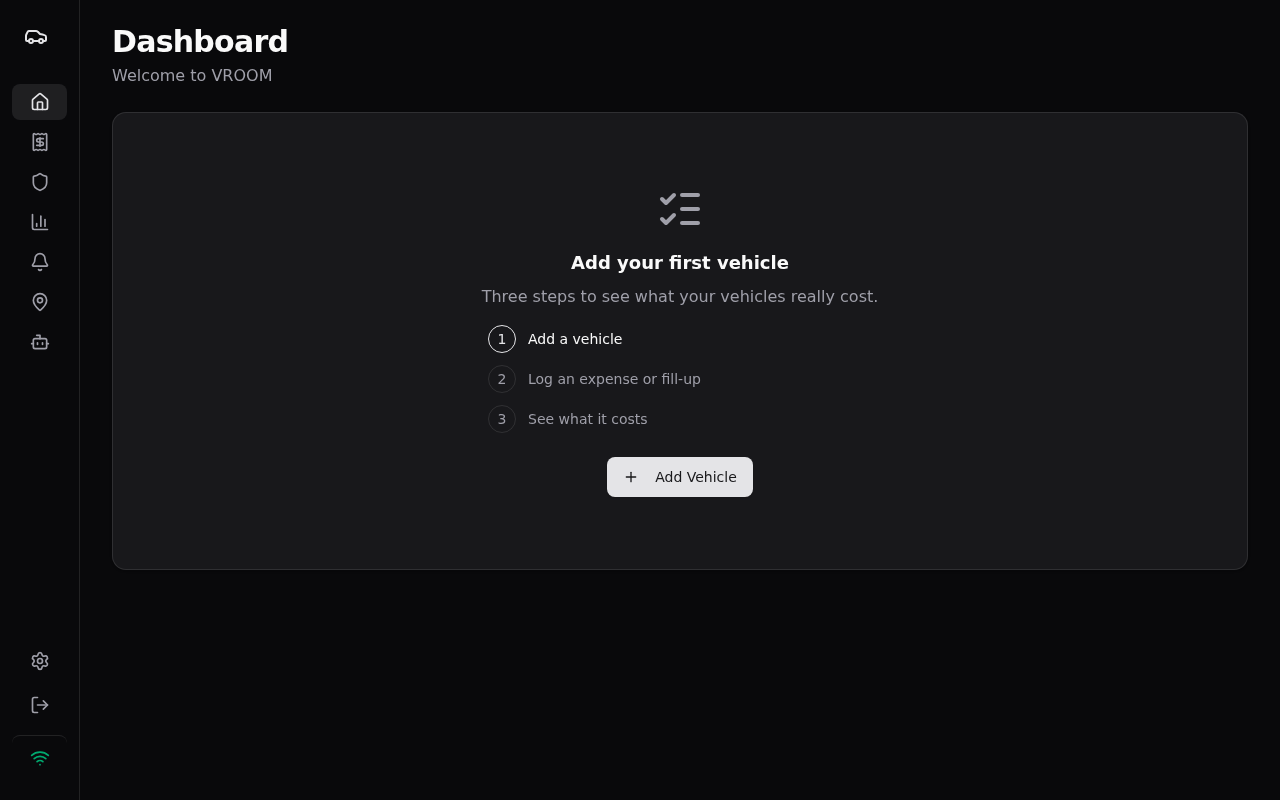 Dashboard
Welcome to VROOM
Add your first vehicle
Three steps to see what your vehicles really cost.
1 Add a vehicle
2 Log an expense or fill-up
3 See what it costs
Add Vehicle